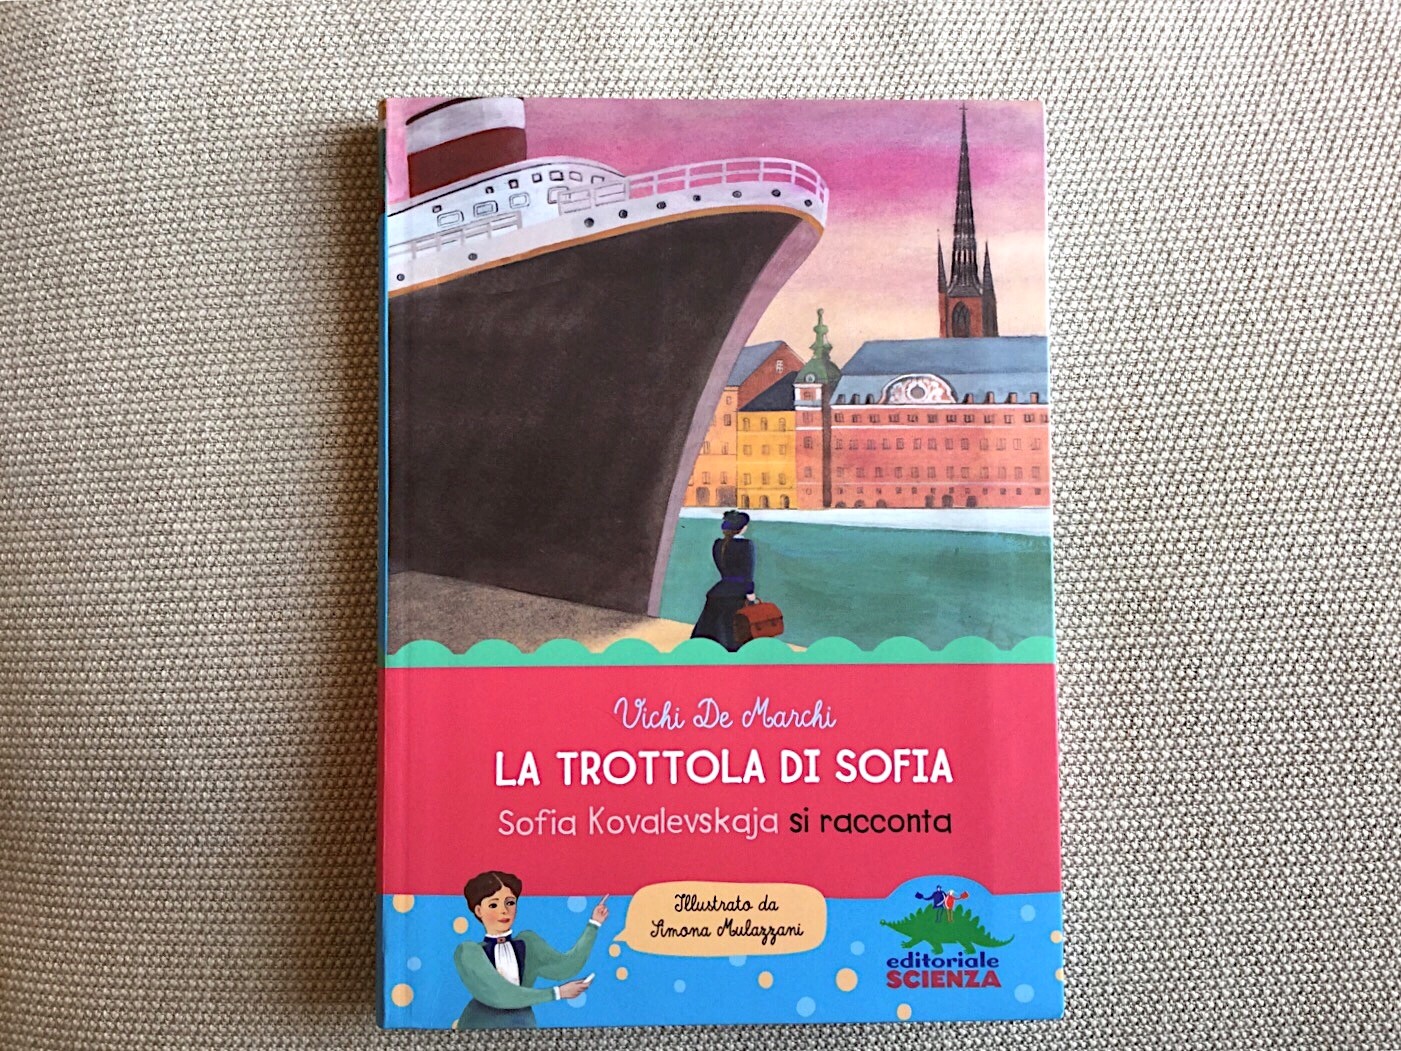 Vichi De Marchi
LA TROTTOLA DI SOFIA
Sofia Kovalevskaja si racconta
Illustrato da
Simona Mulazzani
editoriale
SCIENZA